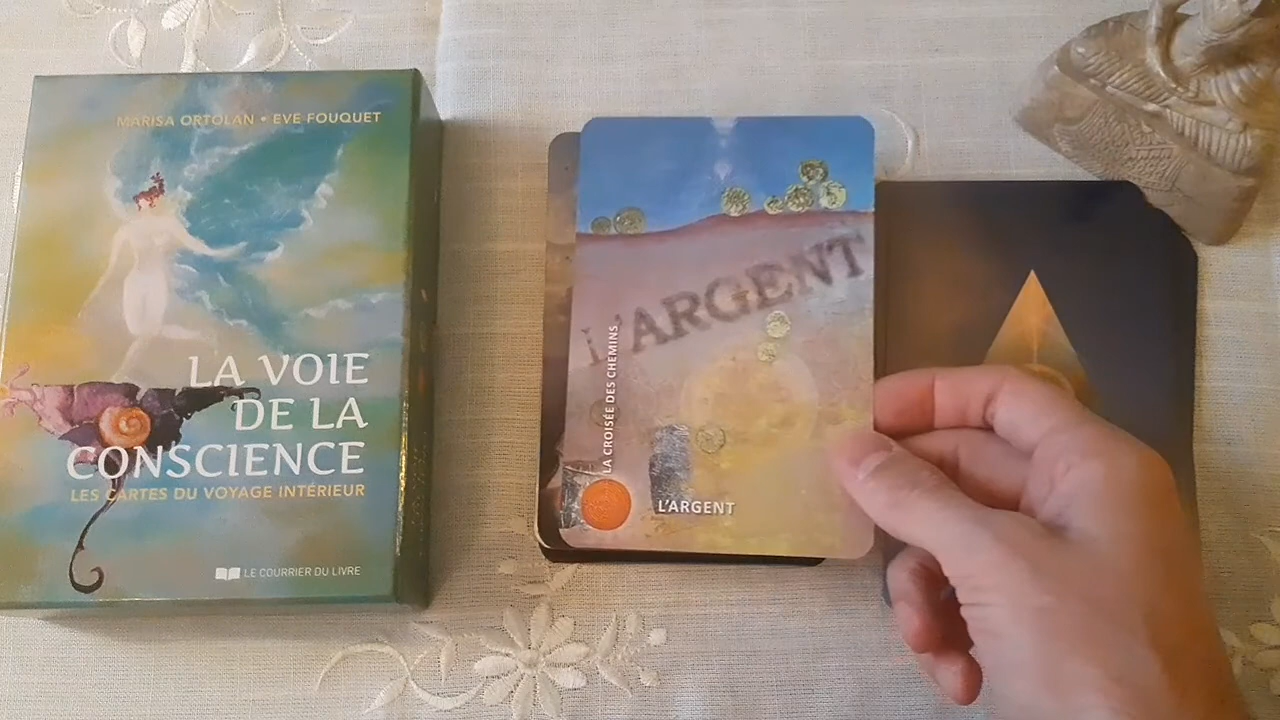 MARISA ORTOLAN • EVE FOUQUET
LA VOIE
DE LA
CONSCIENCE
LES CARTES DU VOYAGE INTÉRIEUR
LE COURRIER DU LIVRE
L'ARGENT
LA CROISÉE DES CHEMINS
L'ARGENT